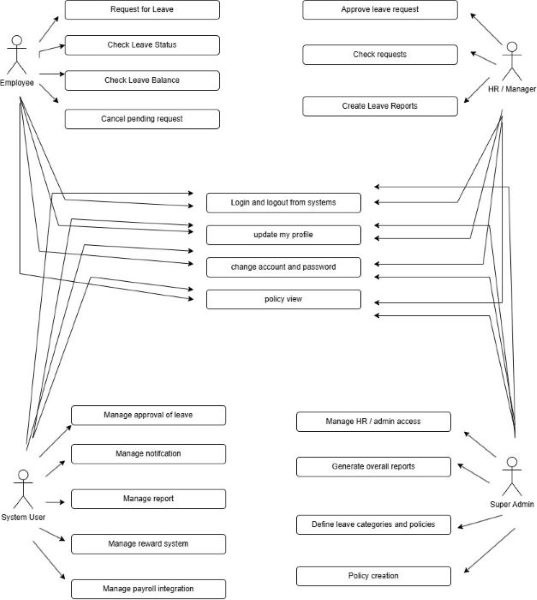 Request for Leave
Check Leave Status
Employee
Check Leave Balance
Cancel pending request
Approve leave request
Check requests
HR / Manager
Create Leave Reports
Login and logout from systems
update my profile
change account and password
policy view
Manage approval of leave
Manage notifcation
Manage report
System User
Manage reward system
Manage payroll integration
Manage HR / admin access
Generate overall reports
Super Admin
Define leave categories and policies
Policy creation